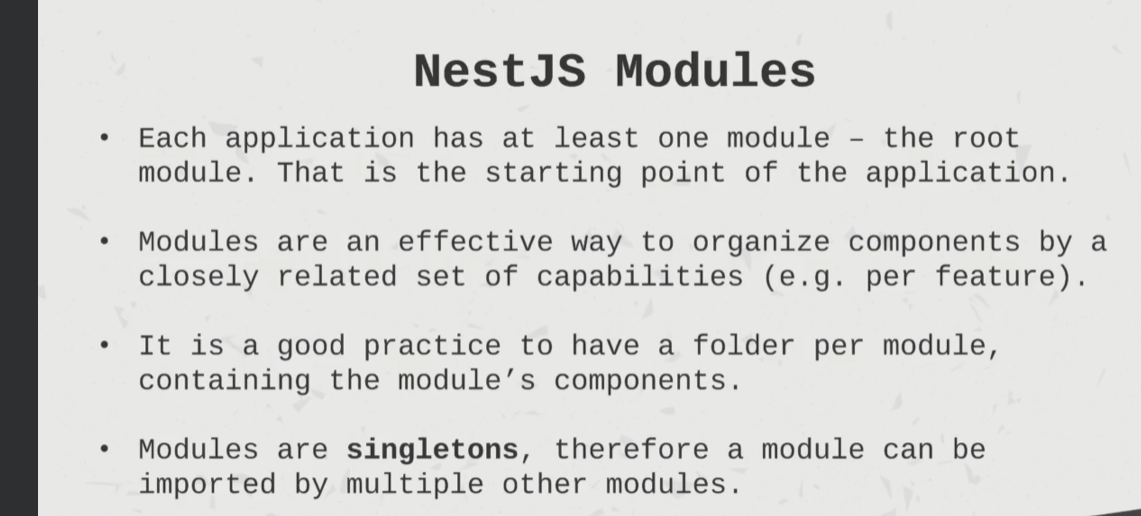 NestJS Modules
• Each application has at least one module – the root
module. That is the starting point of the application.
• Modules are an effective way to organize components by a
closely related set of capabilities (e.g. per feature).
• It is a good practice to have a folder per module,
containing the module’s components.
• Modules are singletons, therefore a module can be
imported by multiple other modules.